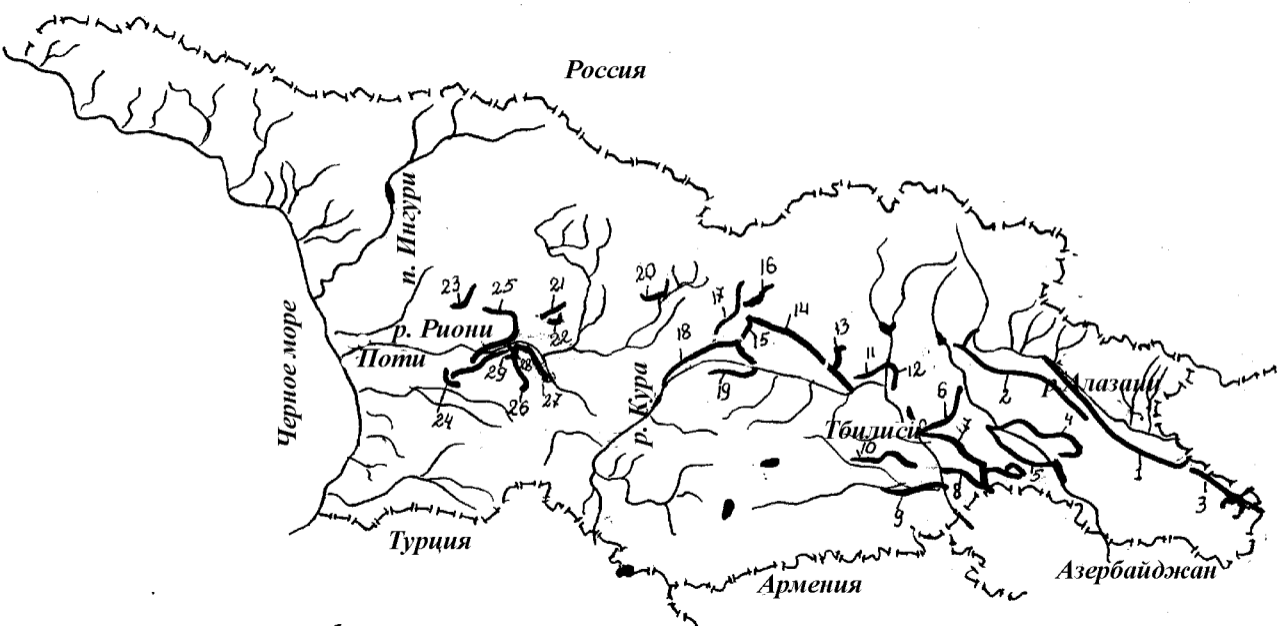 Россия
п. Ингури
Черное море
р. Риони
Поти
р. Кура
р. Алазани
Тбилиси
Турция
Армения
Азербайджан
16
17
20
14
23
25
21
22
13
18
15
11
12
19
29
28
24
26
27
6
2
4
7
10
5
8
1
9
3